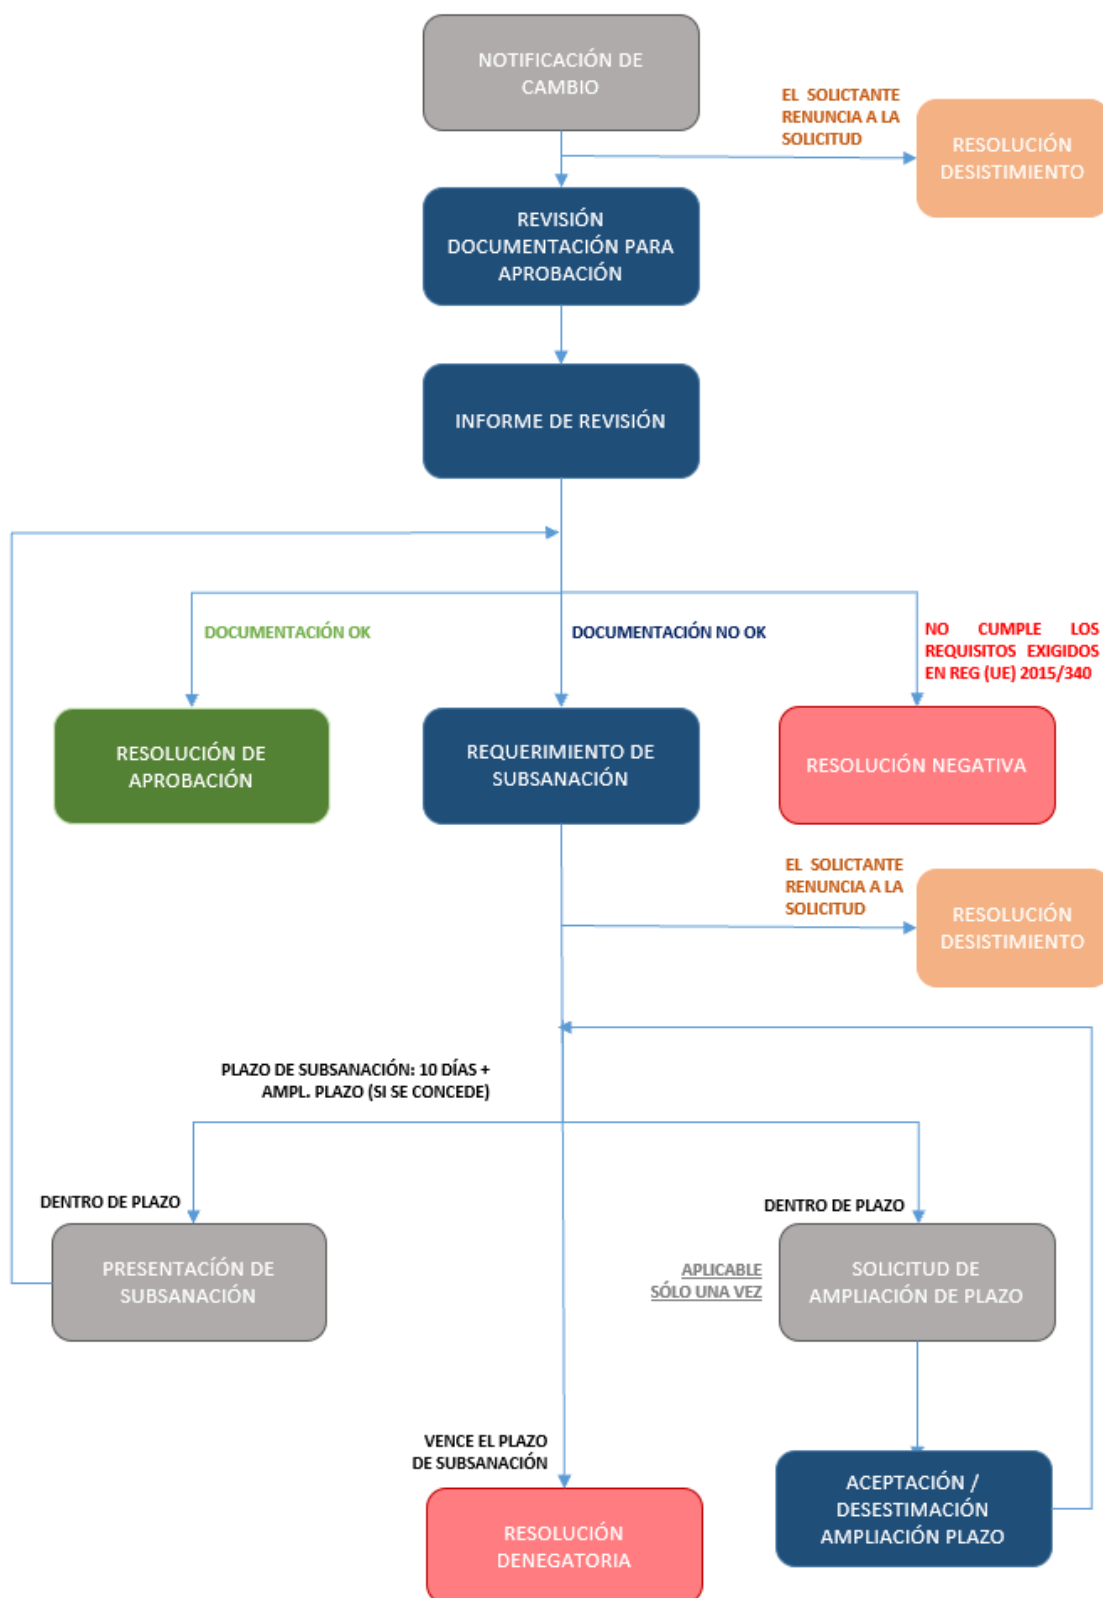 NOTIFICACIÓN DE
CAMBIO
EL SOLICTANTE
RENUNCIA A LA
SOLICITUD
RESOLUCIÓN
DESISTIMIENTO
REVISIÓN
DOCUMENTACIÓN PARA
APROBACIÓN
INFORME DE REVISIÓN
DOCUMENTACIÓN OK
DOCUMENTACIÓN NO OK
NO CUMPLE LOS
REQUISITOS EXIGIDOS
EN REG (UE) 2015/340
RESOLUCIÓN DE
APROBACIÓN
REQUERIMIENTO DE
SUBSANACIÓN
RESOLUCIÓN NEGATIVA
EL SOLICTANTE
RENUNCIA A LA
SOLICITUD
RESOLUCIÓN
DESISTIMIENTO
PLAZO DE SUBSANACIÓN: 10 DÍAS +
AMPL. PLAZO (SI SE CONCEDE)
DENTRO DE PLAZO
DENTRO DE PLAZO
PRESENTACÍÓN DE
SUBSANACIÓN
APLICABLE
SÓLO UNA VEZ
SOLICITUD DE
AMPLIACIÓN DE PLAZO
VENCE EL PLAZO
DE SUBSANACIÓN
ACEPTACIÓN /
DESESTIMACIÓN
AMPLIACIÓN PLAZO
RESOLUCIÓN
DENEGATORIA